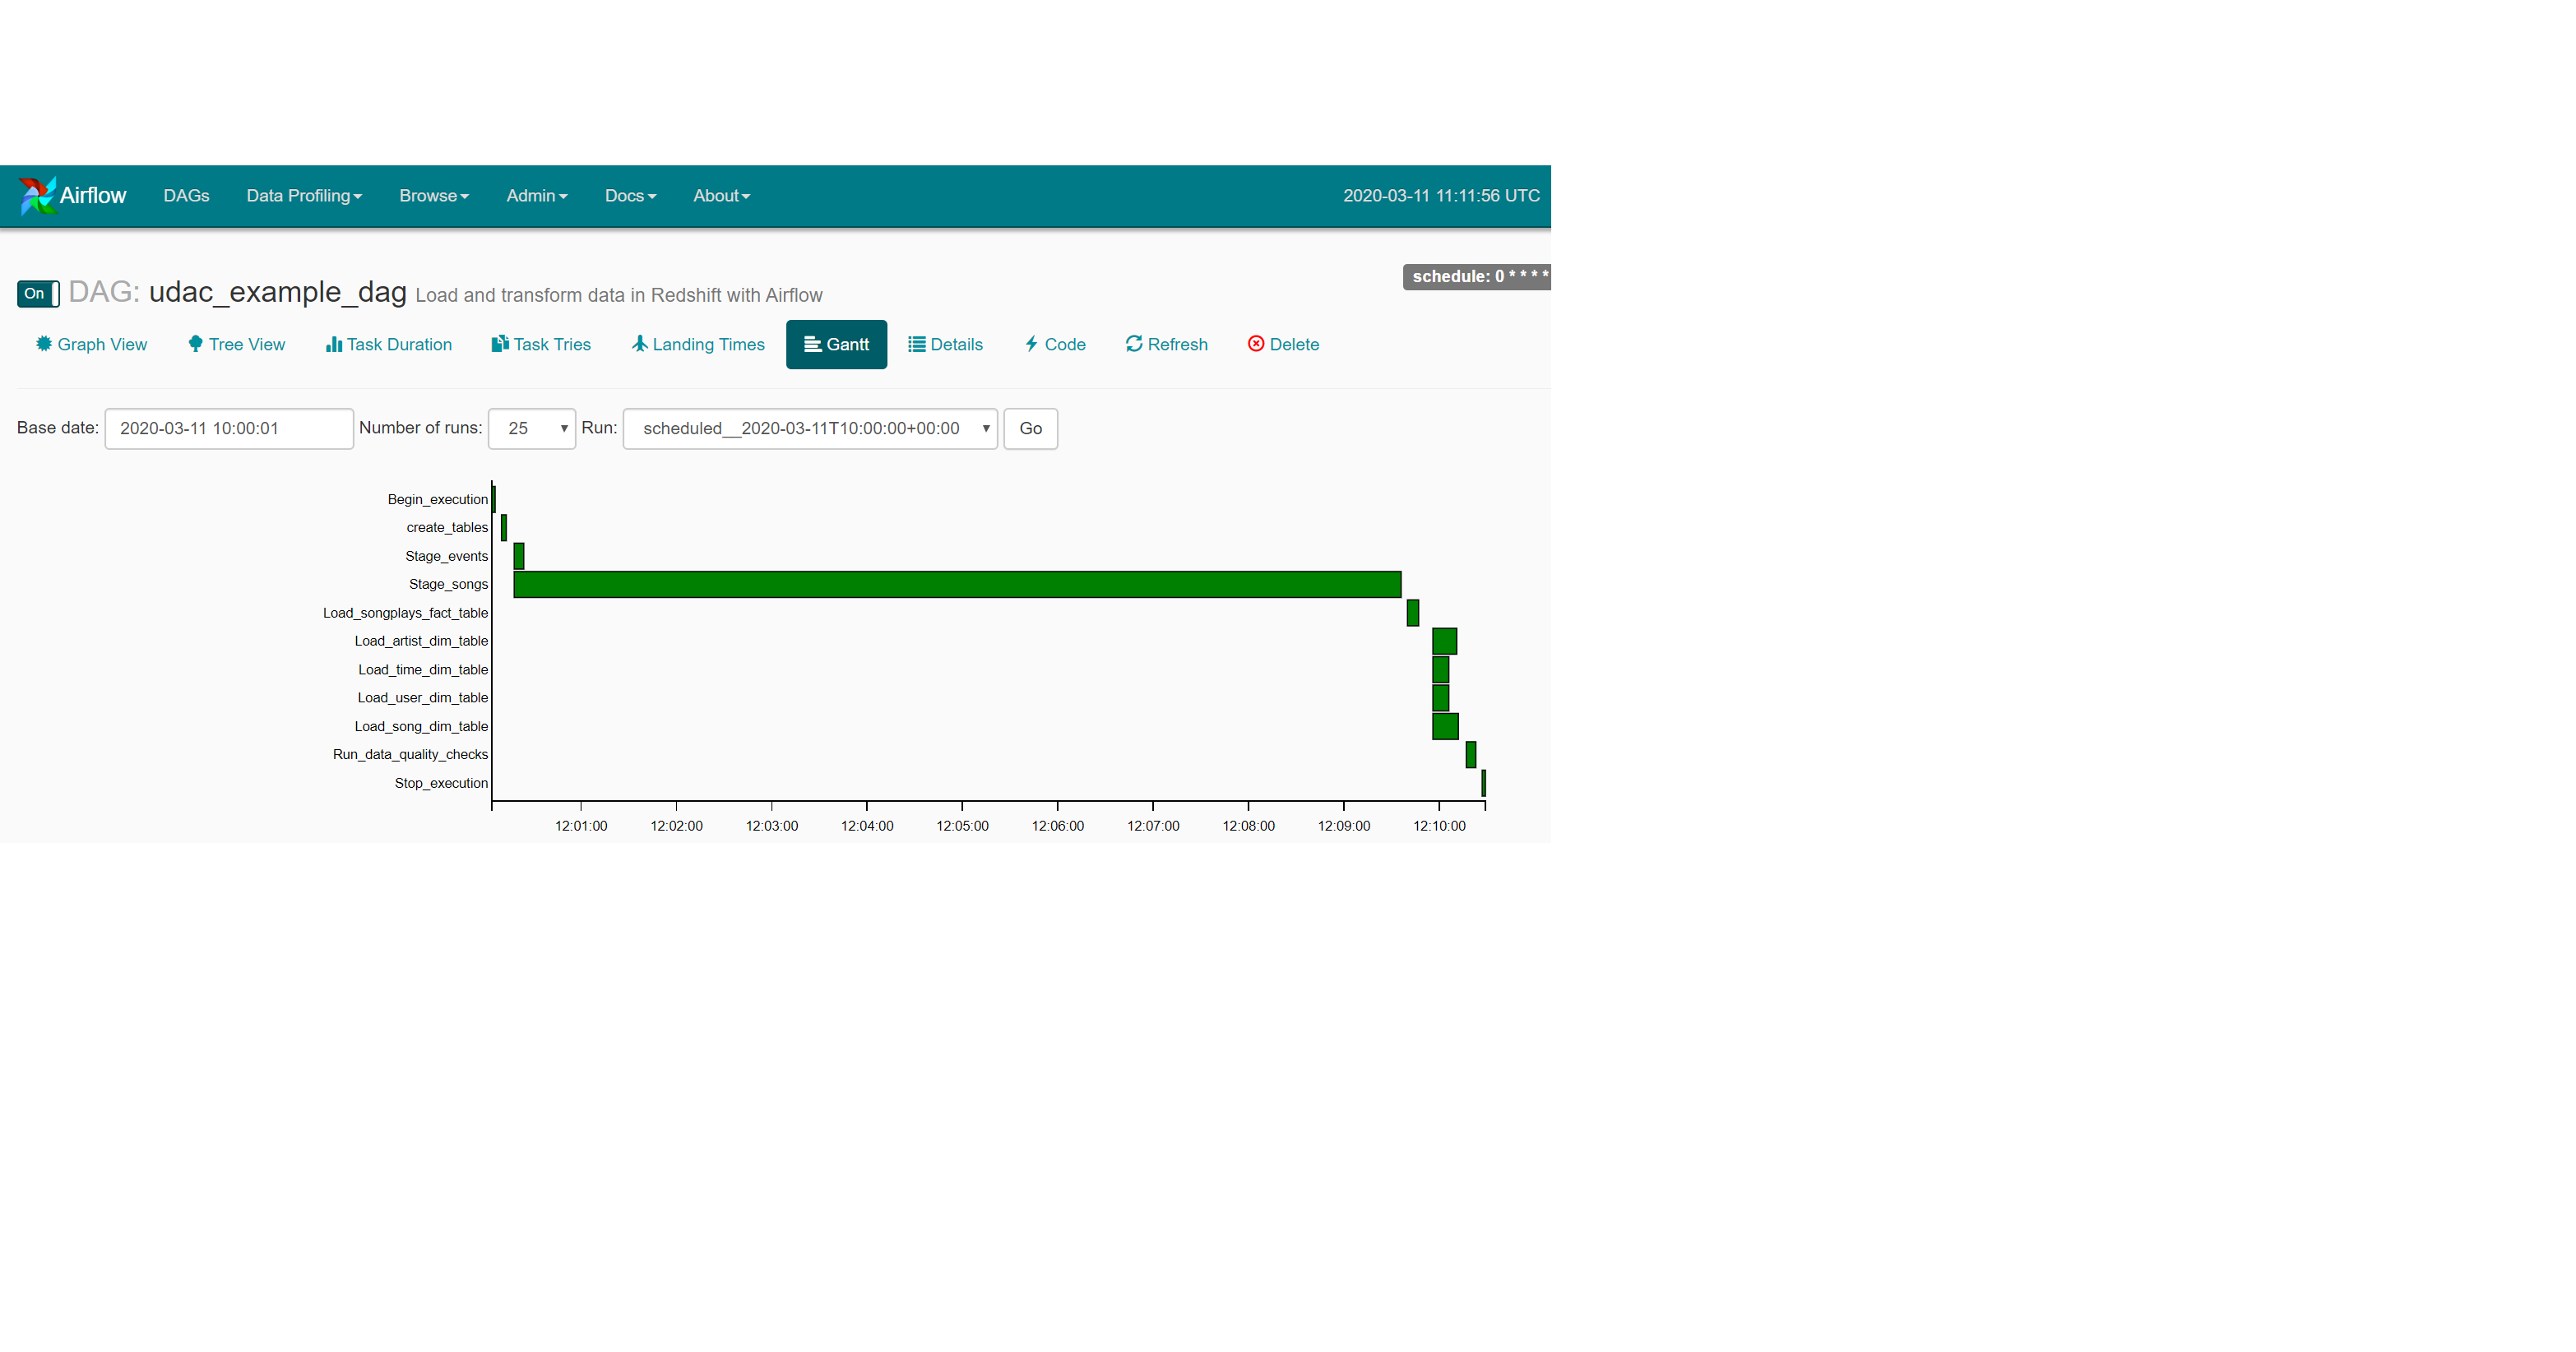 Airflow DAGs Data Profiling Browse Admin Docs About 2020-03-11 11:11:56 UTC
schedule: 0 * * * *
On DAG: udac_example_dag Load and transform data in Redshift with Airflow
Graph View Tree View Task Duration Task Tries Landing Times Gantt Details Code Refresh Delete
Base date: 2020-03-11 10:00:01 Number of runs: 25 Run: scheduled__2020-03-11T10:00:00+00:00 Go
Begin_execution
create_tables
Stage_events
Stage_songs
Load_songplays_fact_table
Load_artist_dim_table
Load_time_dim_table
Load_user_dim_table
Load_song_dim_table
Run_data_quality_checks
Stop_execution
12:01:00 12:02:00 12:03:00 12:04:00 12:05:00 12:06:00 12:07:00 12:08:00 12:09:00 12:10:00